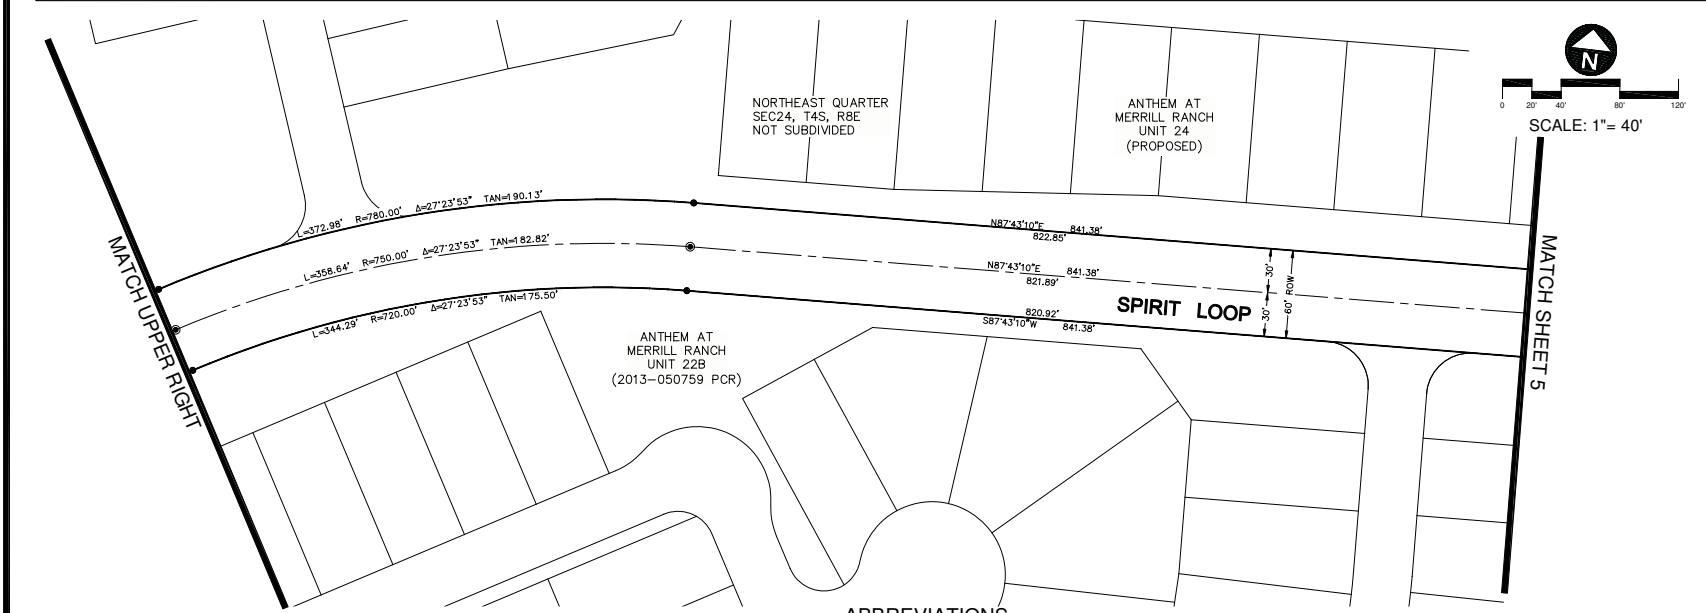 N
0 20' 40' 80' 120'
SCALE: 1"= 40'
NORTHEAST QUARTER
SEC24, T4S, R8E
NOT SUBDIVIDED
ANTHEM AT
MERRILL RANCH
UNIT 24
(PROPOSED)
L=372.98' R=780.00' Δ=27°23'53" TAN=190.13'
N87°43'10"E 841.38'
822.85'
L=358.64' R=750.00' Δ=27°23'53" TAN=182.82'
N87°43'10"E 841.38'
821.89'
30'
60' ROW
30'
SPIRIT LOOP
L=344.29' R=720.00' Δ=27°23'53" TAN=175.50'
820.92'
S87°43'10"W 841.38'
MATCH UPPER RIGHT
MATCH SHEET 5
ANTHEM AT
MERRILL RANCH
UNIT 22B
(2013-050759 PCR)
ABBREVIATIONS